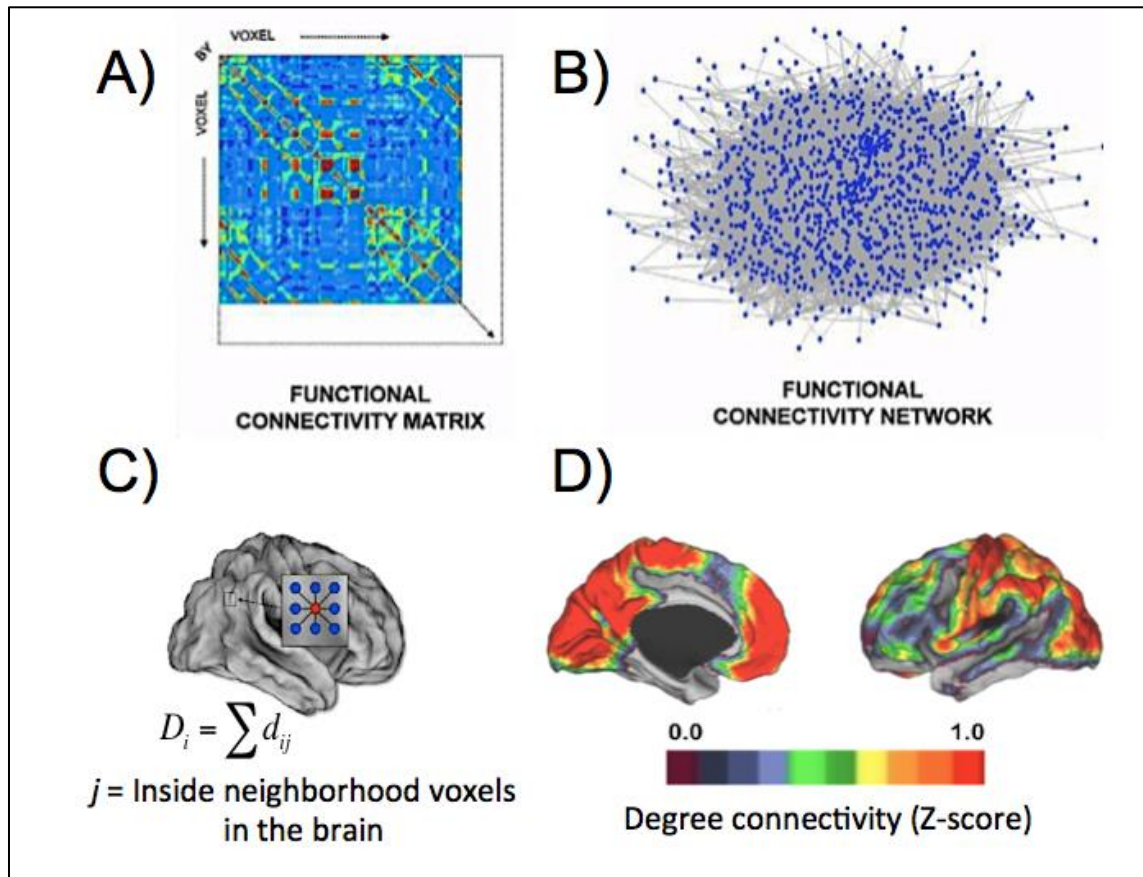 A)
VOXEL
BY
VOXEL
FUNCTIONAL
CONNECTIVITY MATRIX
B)
FUNCTIONAL
CONNECTIVITY NETWORK
C)
D_i = ∑ d_ij
j = Inside neighborhood voxels
in the brain
D)
0.0 1.0
Degree connectivity (Z-score)